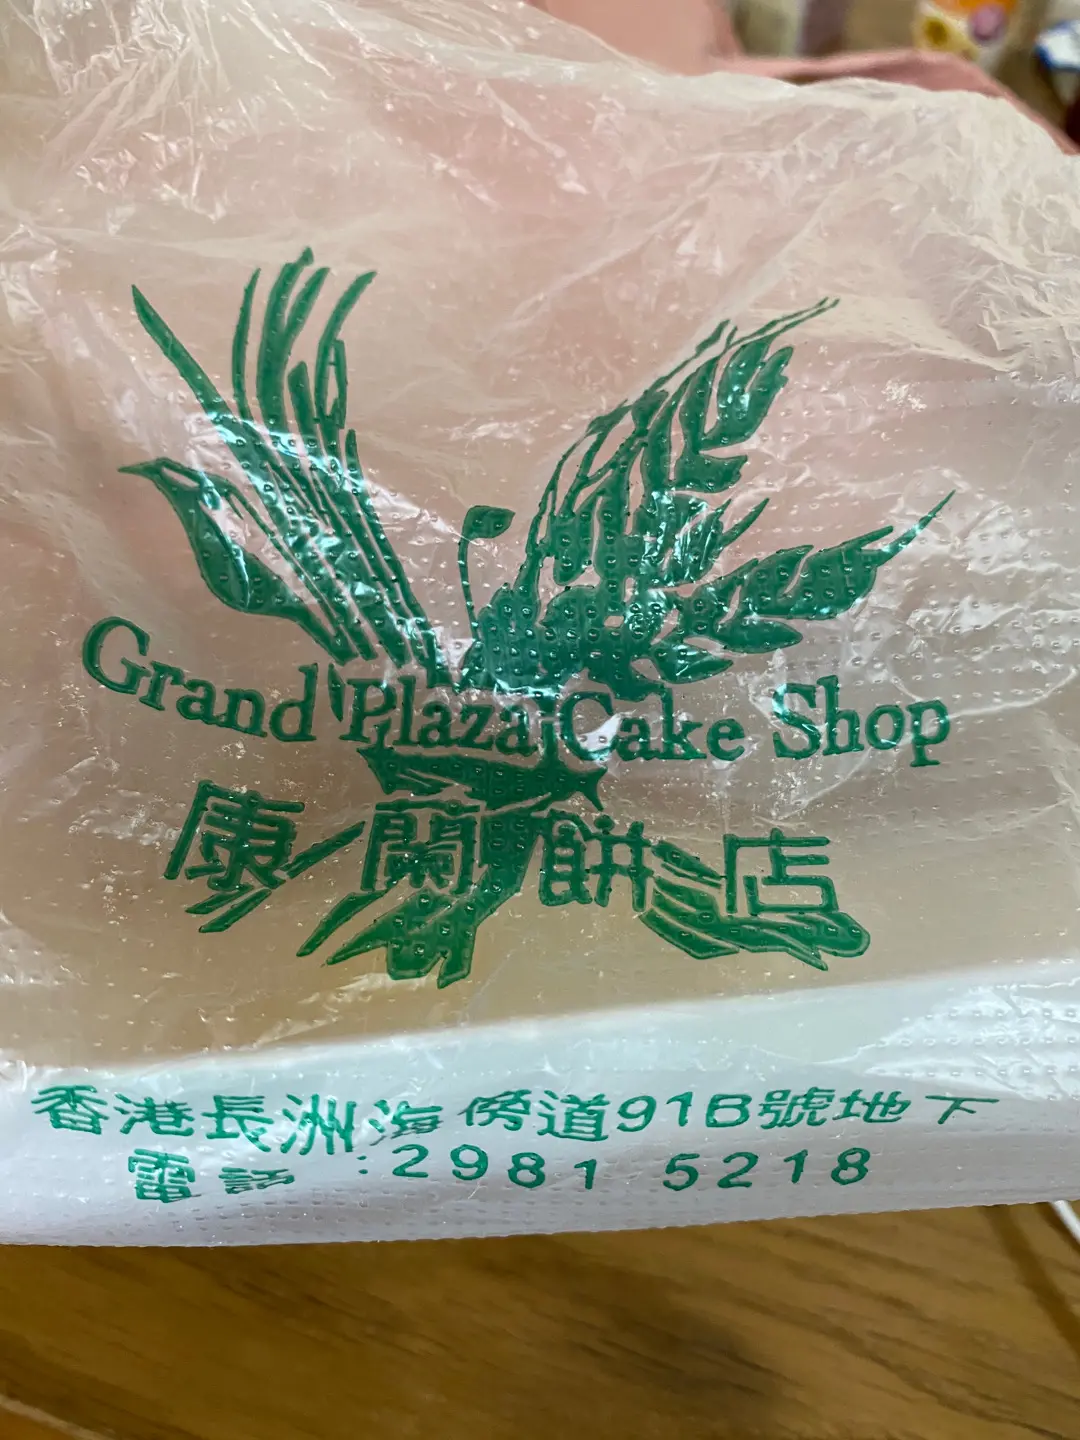 Grand Plaza Cake Shop
康蘭餅店
香港長洲海傍道91B號地下
電話:2981 5218